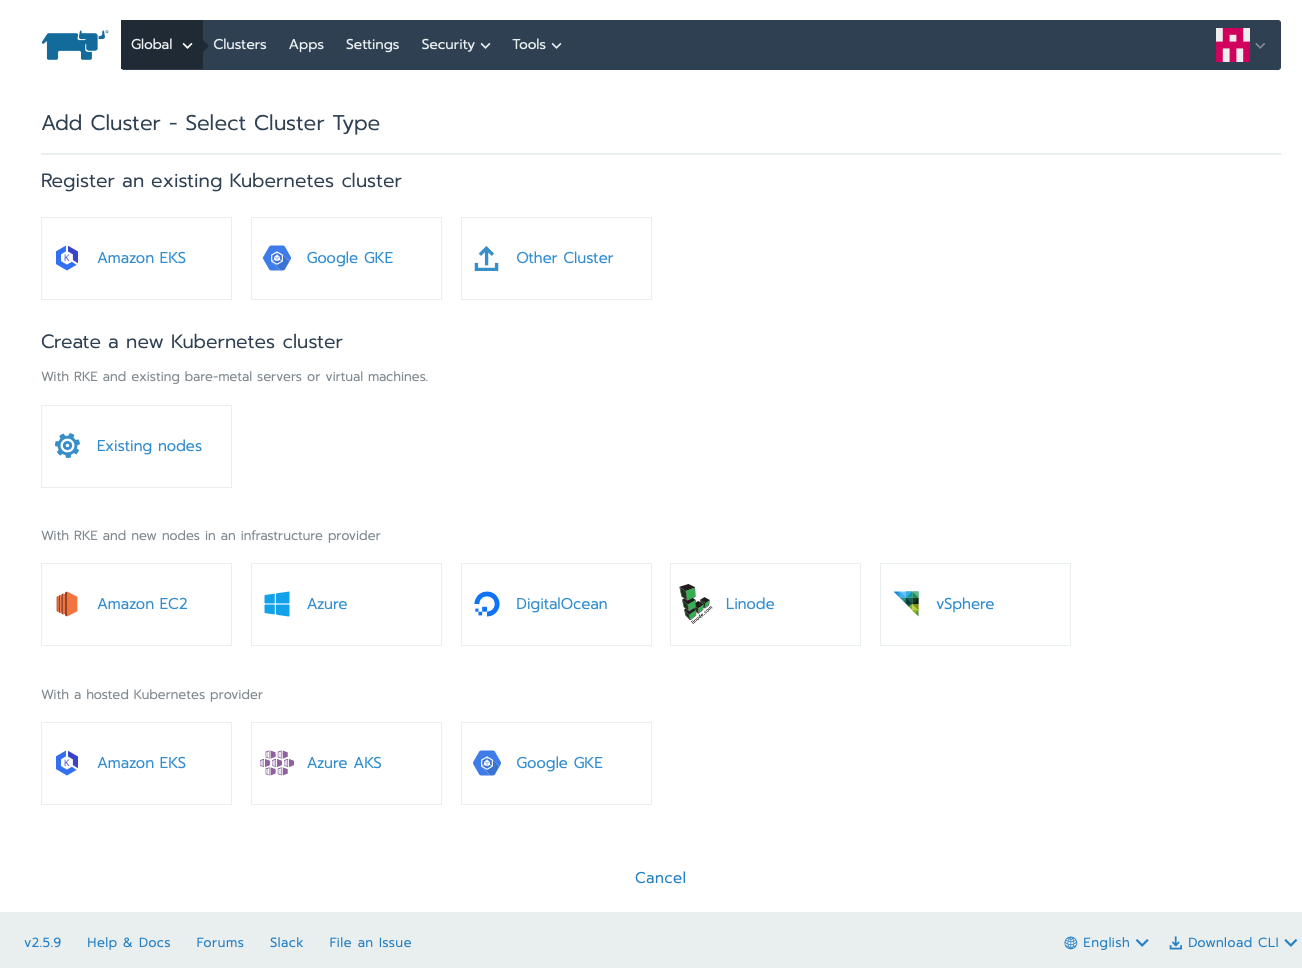 Global Clusters Apps Settings Security Tools
Add Cluster - Select Cluster Type
Register an existing Kubernetes cluster
Amazon EKS Google GKE Other Cluster
Create a new Kubernetes cluster
With RKE and existing bare-metal servers or virtual machines.
Existing nodes
With RKE and new nodes in an infrastructure provider
Amazon EC2 Azure DigitalOcean Linode vSphere
With a hosted Kubernetes provider
Amazon EKS Azure AKS Google GKE
Cancel
v2.5.9 Help & Docs Forums Slack File an Issue English Download CLI